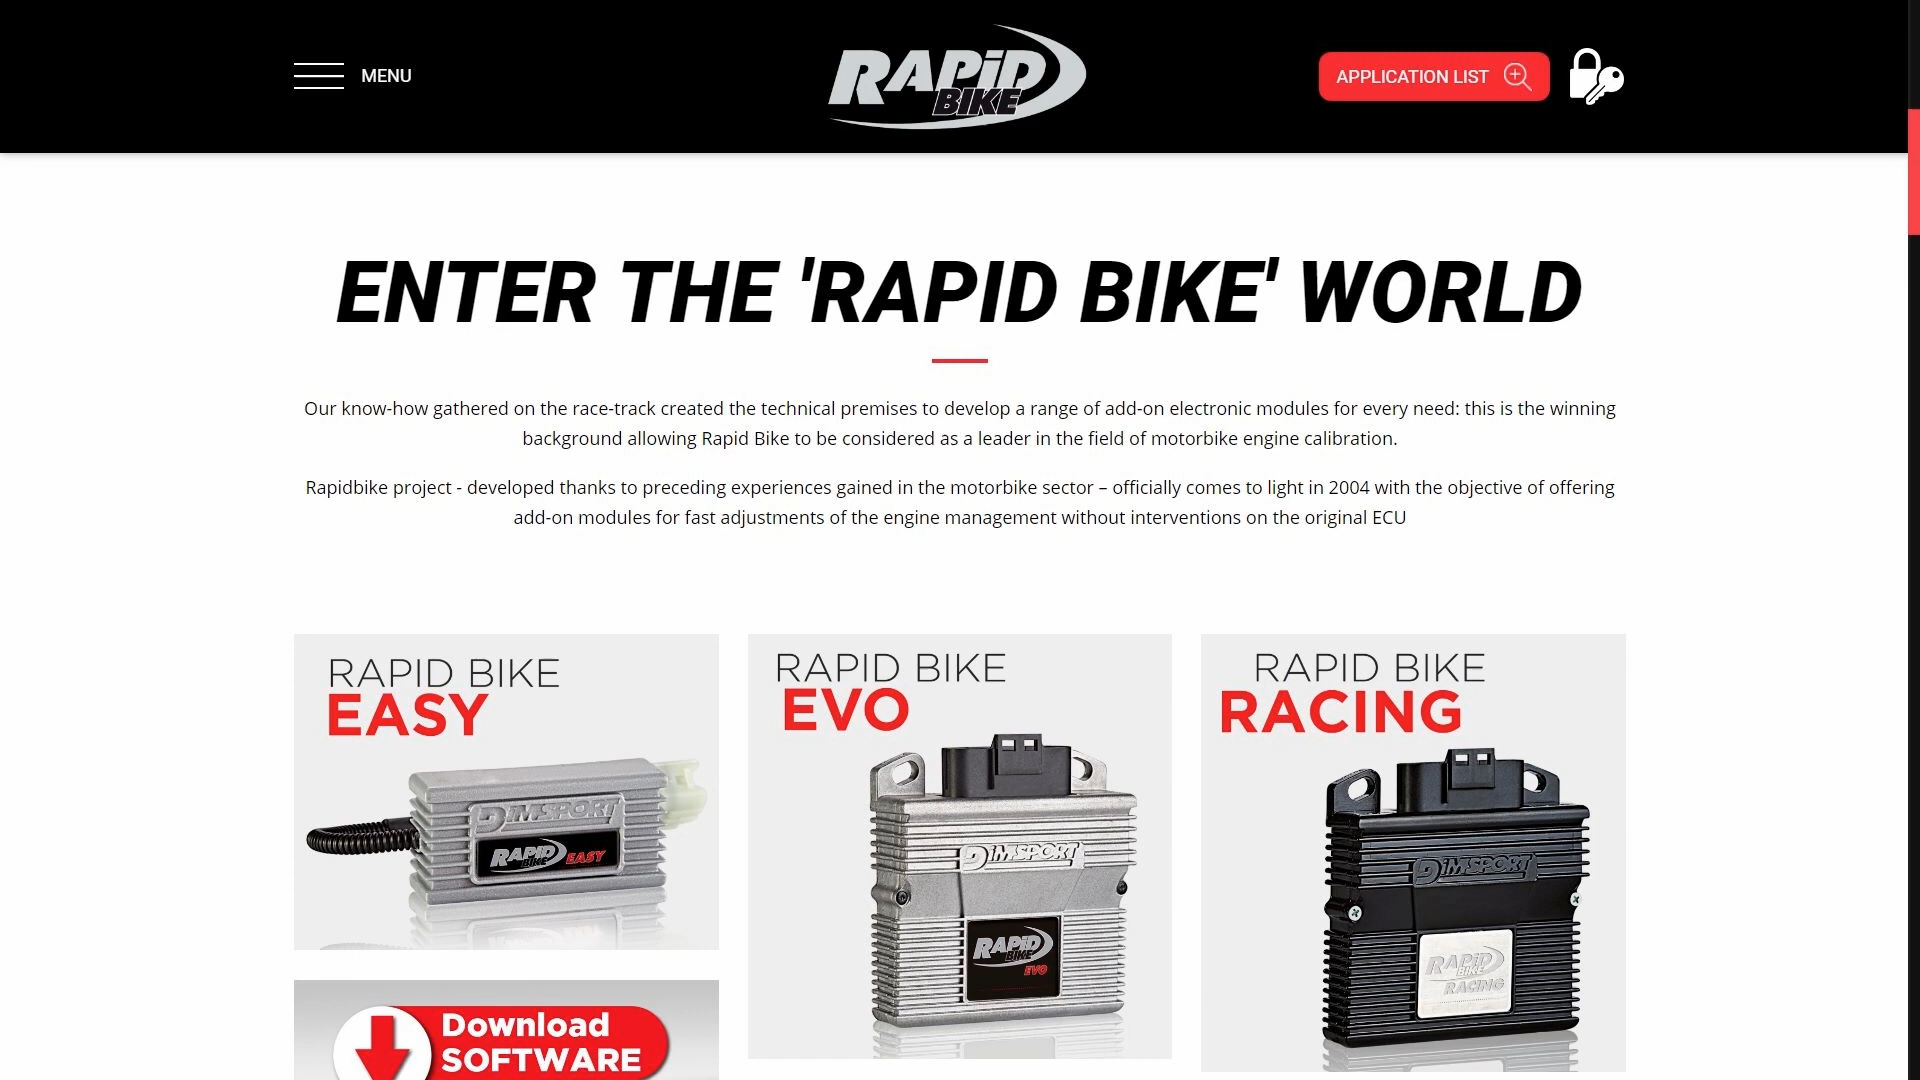 MENU
RAPID
BIKE
APPLICATION LIST
ENTER THE 'RAPID BIKE' WORLD
Our know-how gathered on the race-track created the technical premises to develop a range of add-on electronic modules for every need: this is the winning
background allowing Rapid Bike to be considered as a leader in the field of motorbike engine calibration.
Rapidbike project - developed thanks to preceding experiences gained in the motorbike sector – officially comes to light in 2004 with the objective of offering
add-on modules for fast adjustments of the engine management without interventions on the original ECU
RAPID BIKE
EASY
DIMSPORT
RAPID
BIKE
EASY
RAPID BIKE
EVO
DIMSPORT
RAPID
BIKE
EVO
RAPID BIKE
RACING
DIMSPORT
RAPID
BIKE
RACING
Download
SOFTWARE